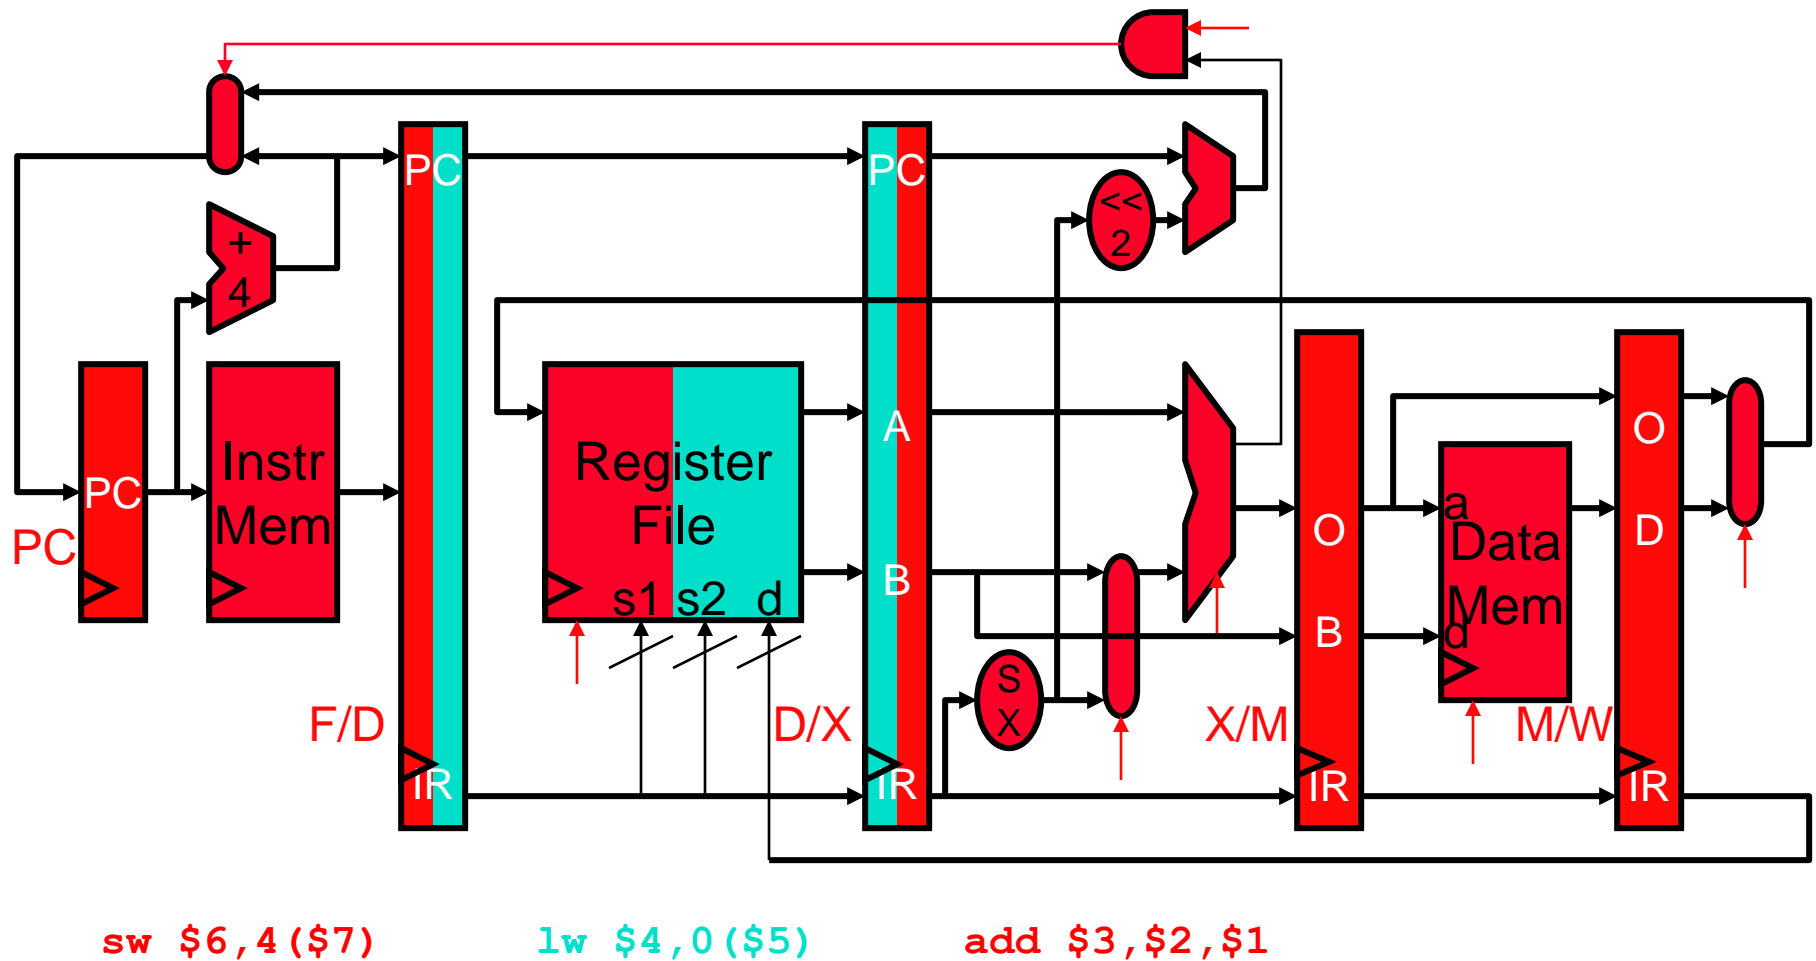 <<
2
PC
PC
+
4
A
O
Instr
Mem
Register
File
PC
PC
a
Data
Mem
d
O
D
B
B
s1 s2 d
S
X
F/D
D/X
X/M
M/W
IR
IR
IR
IR
sw $6,4($7)
lw $4,0($5)
add $3,$2,$1